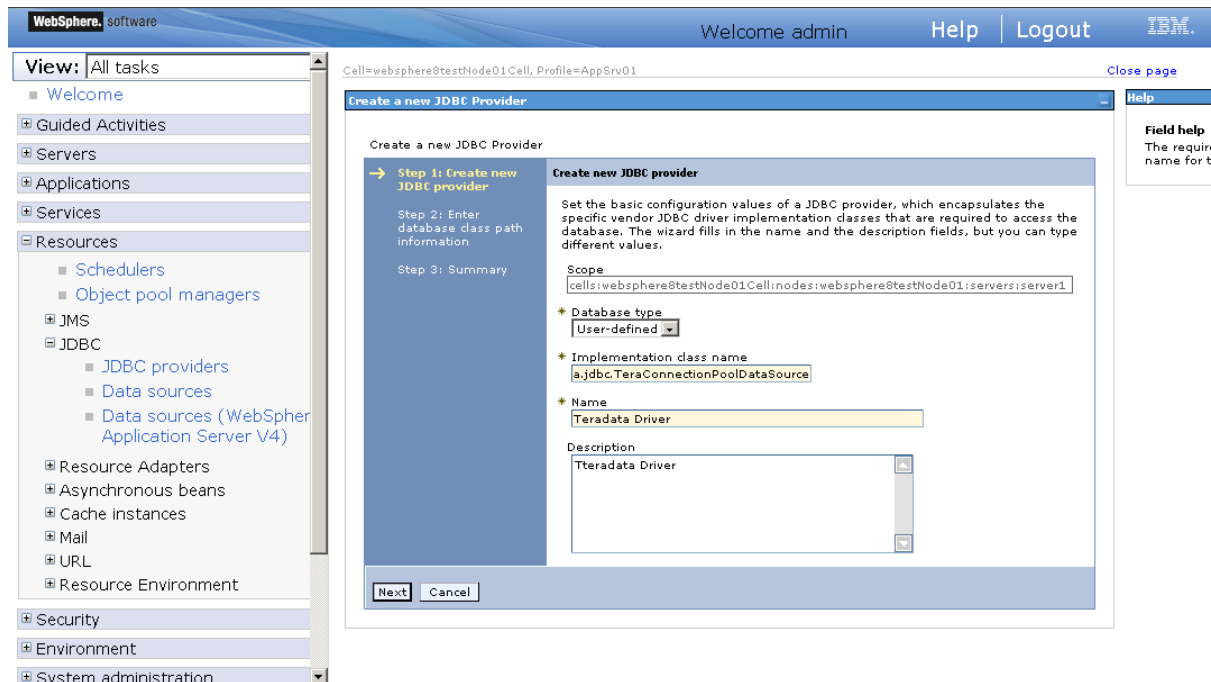 WebSphere. software
Welcome admin
Help
Logout
IBM.
View: All tasks
Welcome
Guided Activities
Servers
Applications
Services
Resources
Schedulers
Object pool managers
JMS
JDBC
JDBC providers
Data sources
Data sources (WebSpher
Application Server V4)
Resource Adapters
Asynchronous beans
Cache instances
Mail
URL
Resource Environment
Security
Environment
System administration
Cell=websphere8testNode01Cell, Profile=AppSrv01
Close page
Create a new JDBC Provider
Create a new JDBC Provider
Step 1: Create new
JDBC provider
Step 2: Enter
database class path
information
Step 3: Summary
Create new JDBC provider
Set the basic configuration values of a JDBC provider, which encapsulates the
specific vendor JDBC driver implementation classes that are required to access the
database. The wizard fills in the name and the description fields, but you can type
different values.
Scope
cells:websphere8testNode01Cell:nodes:websphere8testNode01:servers:server1
* Database type
User-defined
* Implementation class name
a.jdbc.TeraConnectionPoolDataSource
* Name
Teradata Driver
Description
Tteradata Driver
Next
Cancel
Help
Field help
The require
name for t